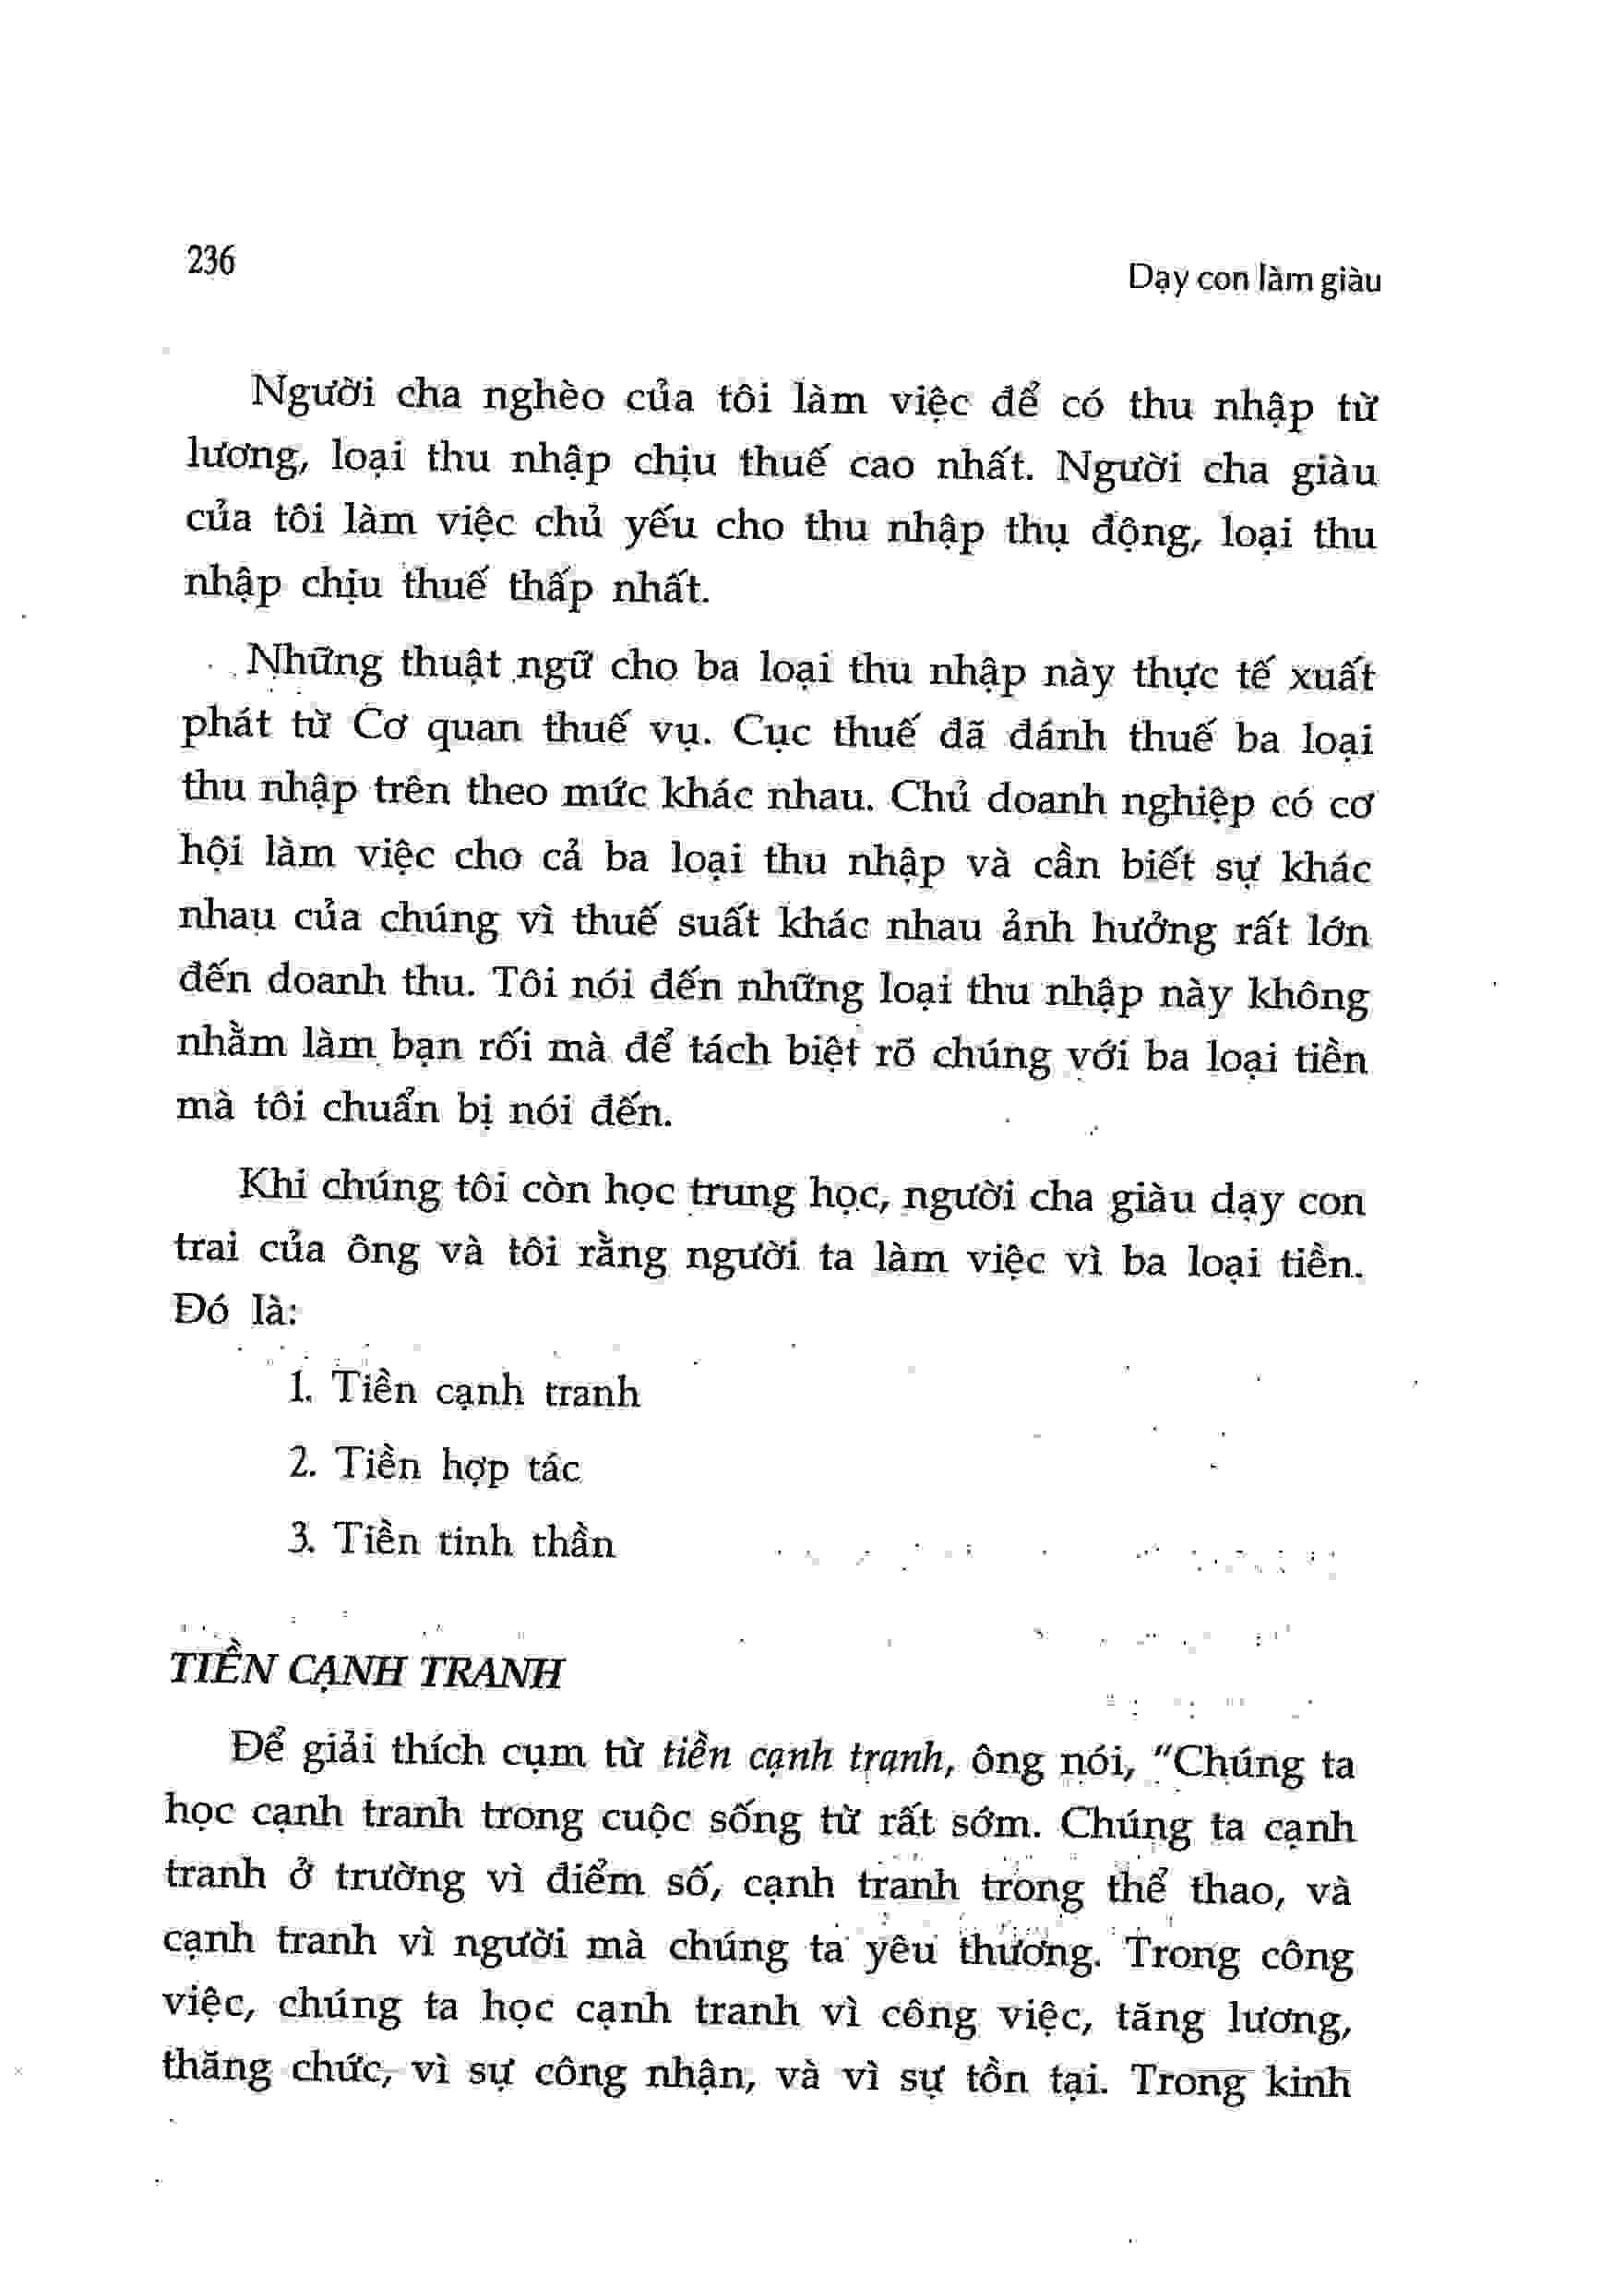 236
Dạy con làm giàu
Người cha nghèo của tôi làm việc để có thu nhập từ
lương, loại thu nhập chịu thuế cao nhất. Người cha giàu
của tôi làm việc chủ yếu cho thu nhập thụ động, loại thu
nhập chịu thuế thấp nhất.
Những thuật ngữ cho ba loại thu nhập này thực tế xuất
phát từ Cơ quan thuế vụ. Cục thuế đã đánh thuế ba loại
thu nhập trên theo mức khác nhau. Chủ doanh nghiệp có cơ
hội làm việc cho cả ba loại thu nhập và cần biết sự khác
nhau của chúng vì thuế suất khác nhau ảnh hưởng rất lớn
đến doanh thu. Tôi nói đến những loại thu nhập này không
nhằm làm bạn rối mà để tách biệt rõ chúng với ba loại tiền
mà tôi chuẩn bị nói đến.
Khi chúng tôi còn học trung học, người cha giàu dạy con
trai của ông và tôi rằng người ta làm việc vì ba loại tiền.
Đó là:
1. Tiền cạnh tranh
2. Tiền hợp tác
3. Tiền tinh thần
TIỀN CẠNH TRANH
Để giải thích cụm từ tiền cạnh tranh, ông nói, "Chúng ta
học cạnh tranh trong cuộc sống từ rất sớm. Chúng ta cạnh
tranh ở trường vì điểm số, cạnh tranh trong thể thao, và
cạnh tranh vì người mà chúng ta yêu thương. Trong công
việc, chúng ta học cạnh tranh vì công việc, tăng lương,
thăng chức, vì sự công nhận, và vì sự tồn tại. Trong kinh